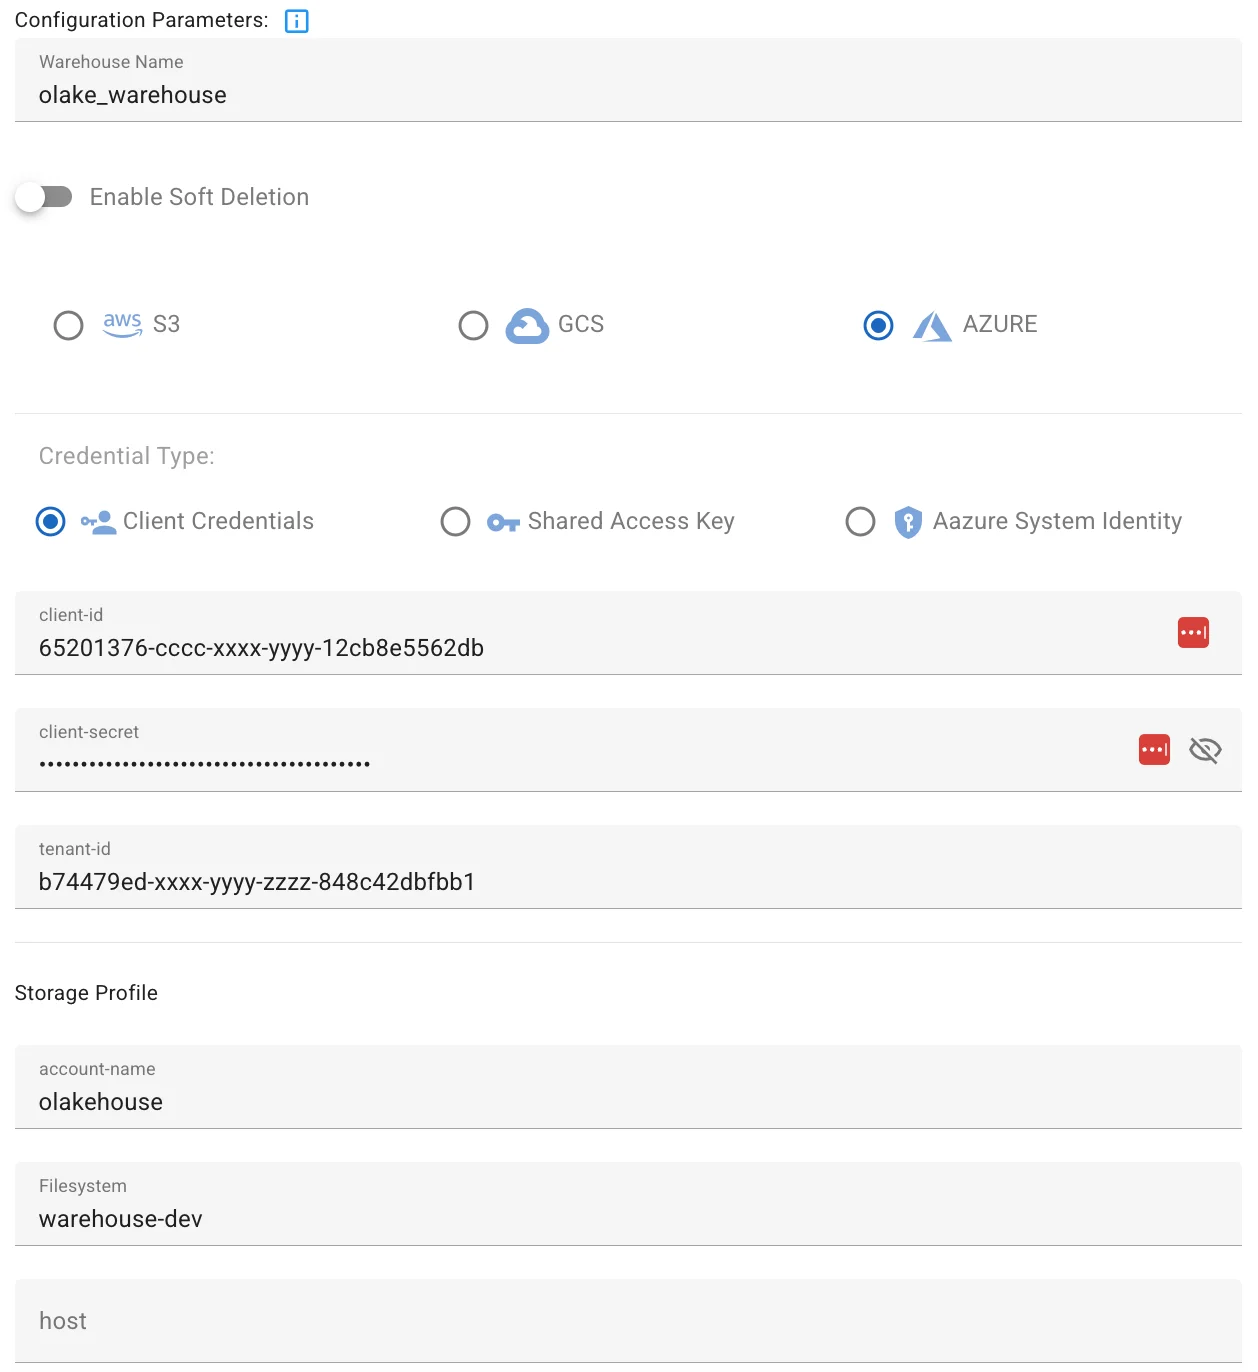 Configuration Parameters:
Warehouse Name
olake_warehouse
Enable Soft Deletion
aws S3 GCS AZURE
Credential Type:
Client Credentials Shared Access Key Aazure System Identity
client-id
65201376-cccc-xxxx-yyyy-12cb8e5562db
client-secret
••••••••••••••••••••••••••••••••••••••••
tenant-id
b74479ed-xxxx-yyyy-zzzz-848c42dbfbb1
Storage Profile
account-name
olakehouse
Filesystem
warehouse-dev
host